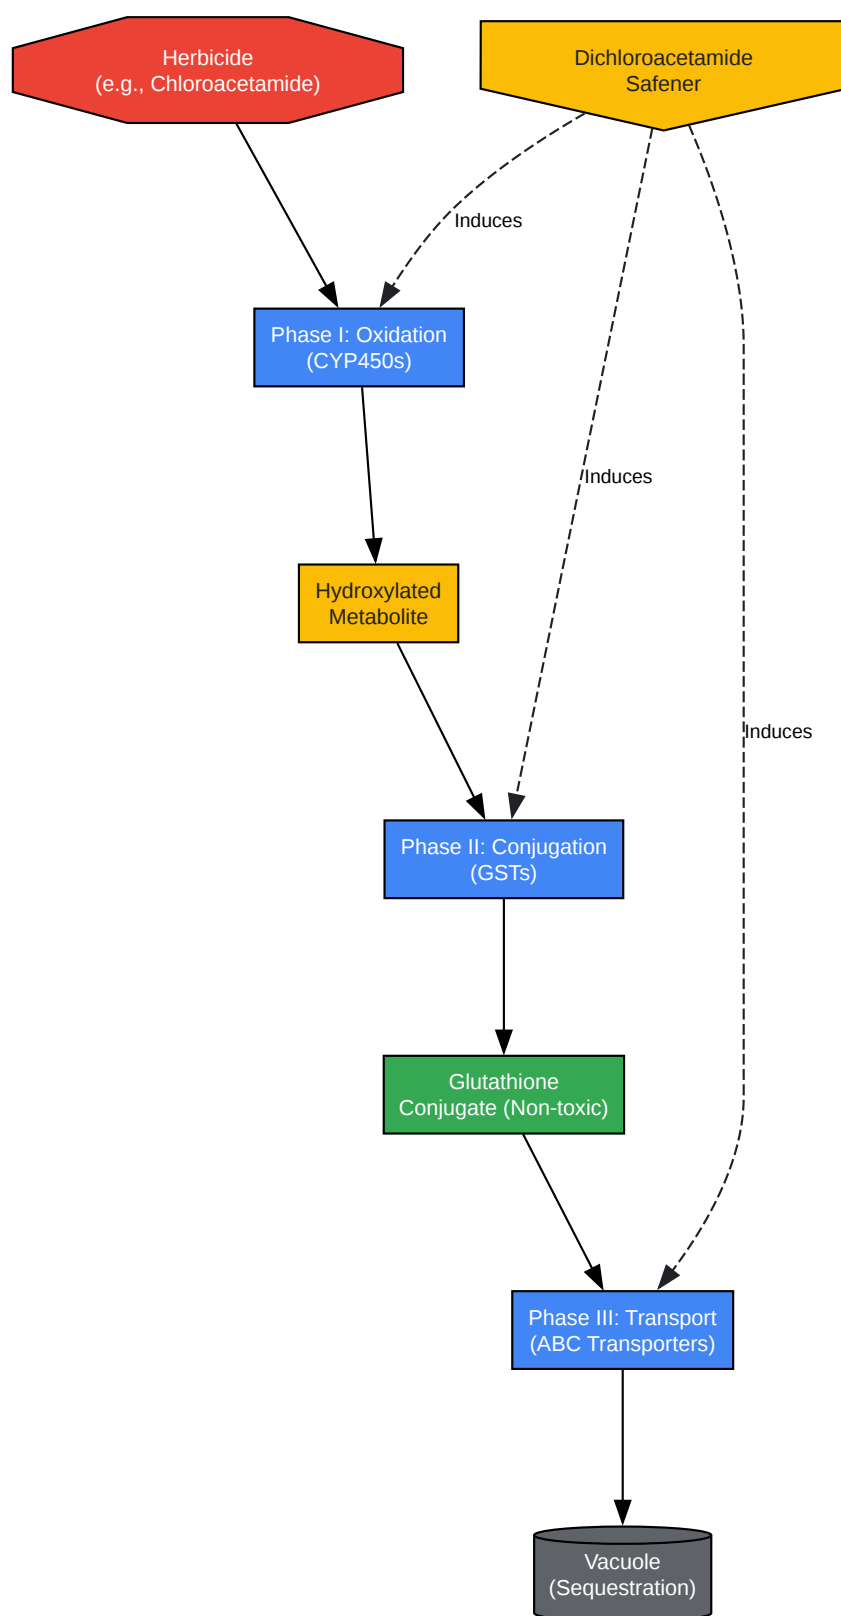 Herbicide
(e.g., Chloroacetamide)
Dichloroacetamide
Safener
Induces
Phase I: Oxidation
(CYP450s)
Induces
Hydroxylated
Metabolite
Induces
Phase II: Conjugation
(GSTs)
Glutathione
Conjugate (Non-toxic)
Phase III: Transport
(ABC Transporters)
Vacuole
(Sequestration)